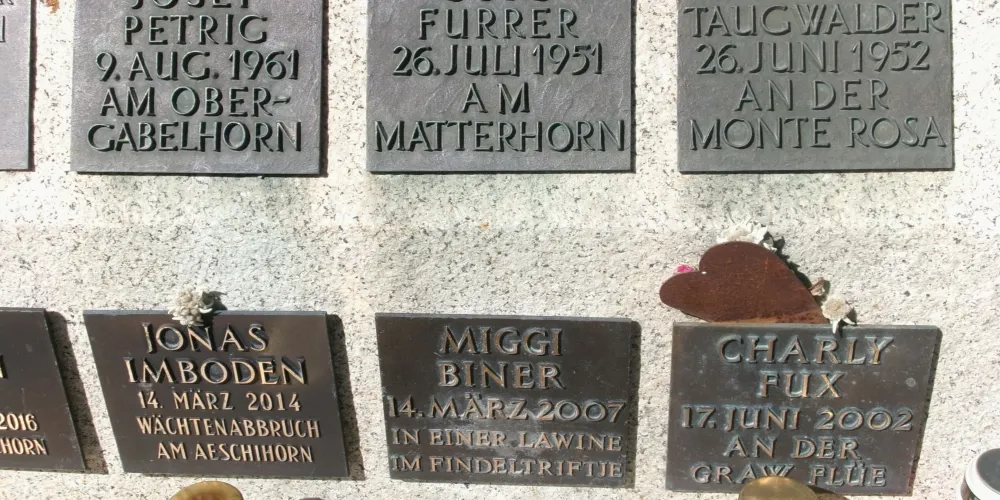 JOSEF
PETRIG
9. AUG. 1961
AM OBER-
GABELHORN
FURRER
26. JULI 1951
AM
MATTERHORN
TAUGWALDER
26. JUNI 1952
AN DER
MONTE ROSA
2016
HORN
JONAS
IMBODEN
14. MÄRZ 2014
WÄCHTENABBRUCH
AM AESCHIHORN
MIGGI
BINER
14. MÄRZ 2007
IN EINER LAWINE
IM FINDELTRIFTJE
CHARLY
FUX
17. JUNI 2002
AN DER
GRAW FLÜE